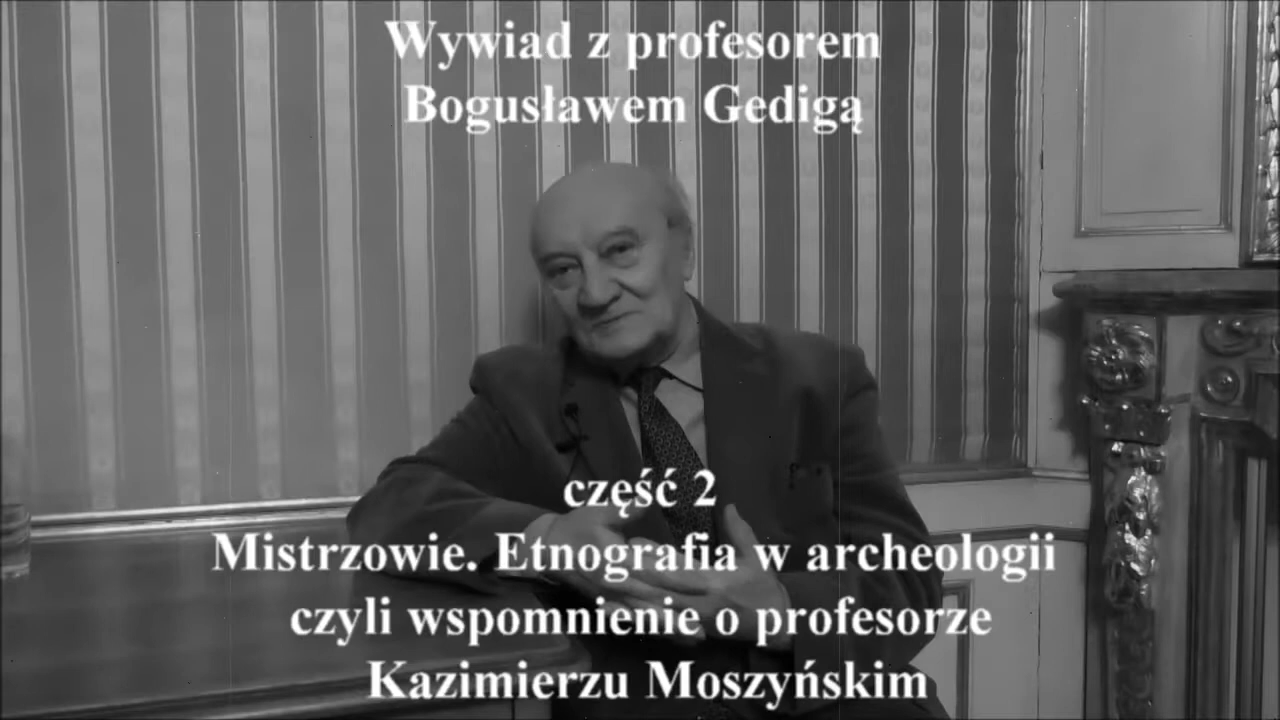 Wywiad z profesorem
Bogusławem Gedigą
część 2
Mistrzowie. Etnografia w archeologii
czyli wspomnienie o profesorze
Kazimierzu Moszyńskim